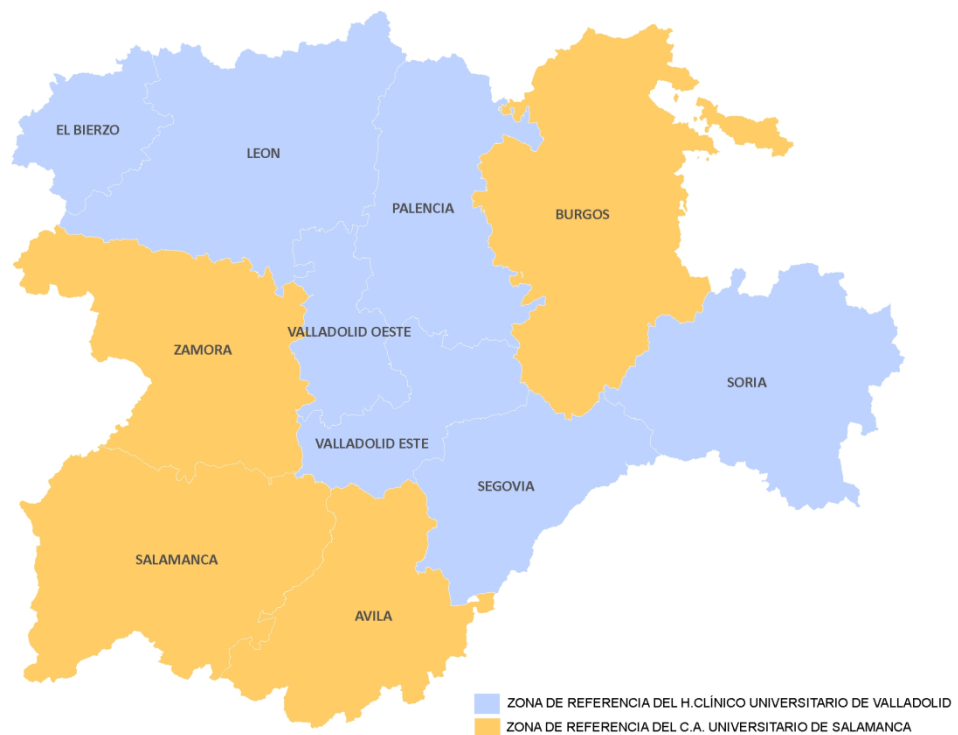 EL BIERZO
LEON
PALENCIA
BURGOS
VALLADOLID OESTE
ZAMORA
SORIA
VALLADOLID ESTE
SEGOVIA
SALAMANCA
AVILA
ZONA DE REFERENCIA DEL H.CLÍNICO UNIVERSITARIO DE VALLADOLID
ZONA DE REFERENCIA DEL C.A. UNIVERSITARIO DE SALAMANCA